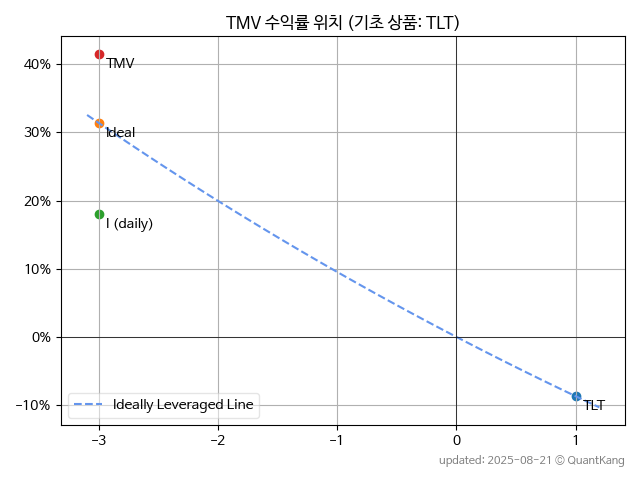 TMV 수익률 위치 (기초 상품: TLT)
40%
30%
20%
10%
0%
−10%
TMV
Ideal
I (daily)
TLT
Ideally Leveraged Line
−3
−2
−1
0
1
updated: 2025-08-21 © QuantKang